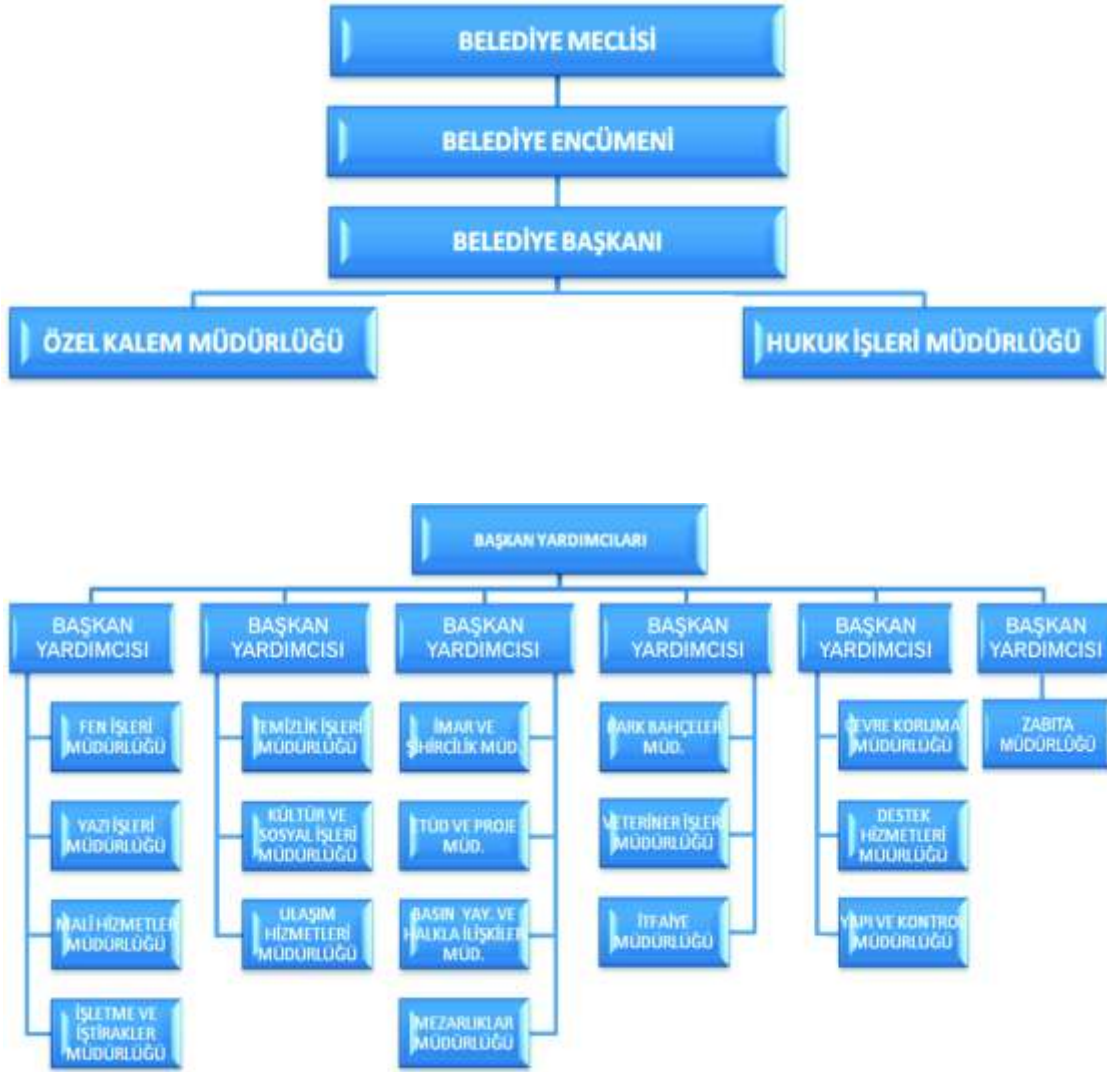 BELEDİYE MECLİSİ
BELEDİYE ENCÜMENİ
BELEDİYE BAŞKANI
ÖZEL KALEM MÜDÜRLÜĞÜ
HUKUK İŞLERİ MÜDÜRLÜĞÜ
BAŞKAN YARDIMCILARI
BAŞKAN
YARDIMCISI
BAŞKAN
YARDIMCISI
BAŞKAN
YARDIMCISI
BAŞKAN
YARDIMCISI
BAŞKAN
YARDIMCISI
BAŞKAN
YARDIMCISI
FEN İŞLERİ
MÜDÜRLÜĞÜ
TEMİZLİK İŞLERİ
MÜDÜRLÜĞÜ
İMAR VE
ŞİHİRCİLİK MÜD.
PARK BAHÇELER
MÜD.
ÇEVRE KORUMA
MÜDÜRLÜĞÜ
ZABITA
MÜDÜRLÜĞÜ
YAZI İŞLERİ
MÜDÜRLÜĞÜ
KÜLTÜR VE
SOSYAL İŞLERİ
MÜDÜRLÜĞÜ
ETÜD VE PROJE
MÜD.
VETERİNER İŞLERİ
MÜDÜRLÜĞÜ
DESTEK
HİZMETLERİ
MÜÜRLÜĞÜ
MALİ HİZMETLER
MÜDÜRLÜĞÜ
ULAŞIM
HİZMETLERİ
MÜDÜRLÜĞÜ
BASIN YAY. VE
HALKLA İLİŞKİLER
MÜD.
İTFAİYE
MÜDÜRLÜĞÜ
YAPI VE KONTROL
MÜDÜRLÜĞÜ
İŞLETME VE
İŞTİRAKLER
MÜDÜRLÜĞÜ
MEZARLIKLAR
MÜDÜRLÜĞÜ